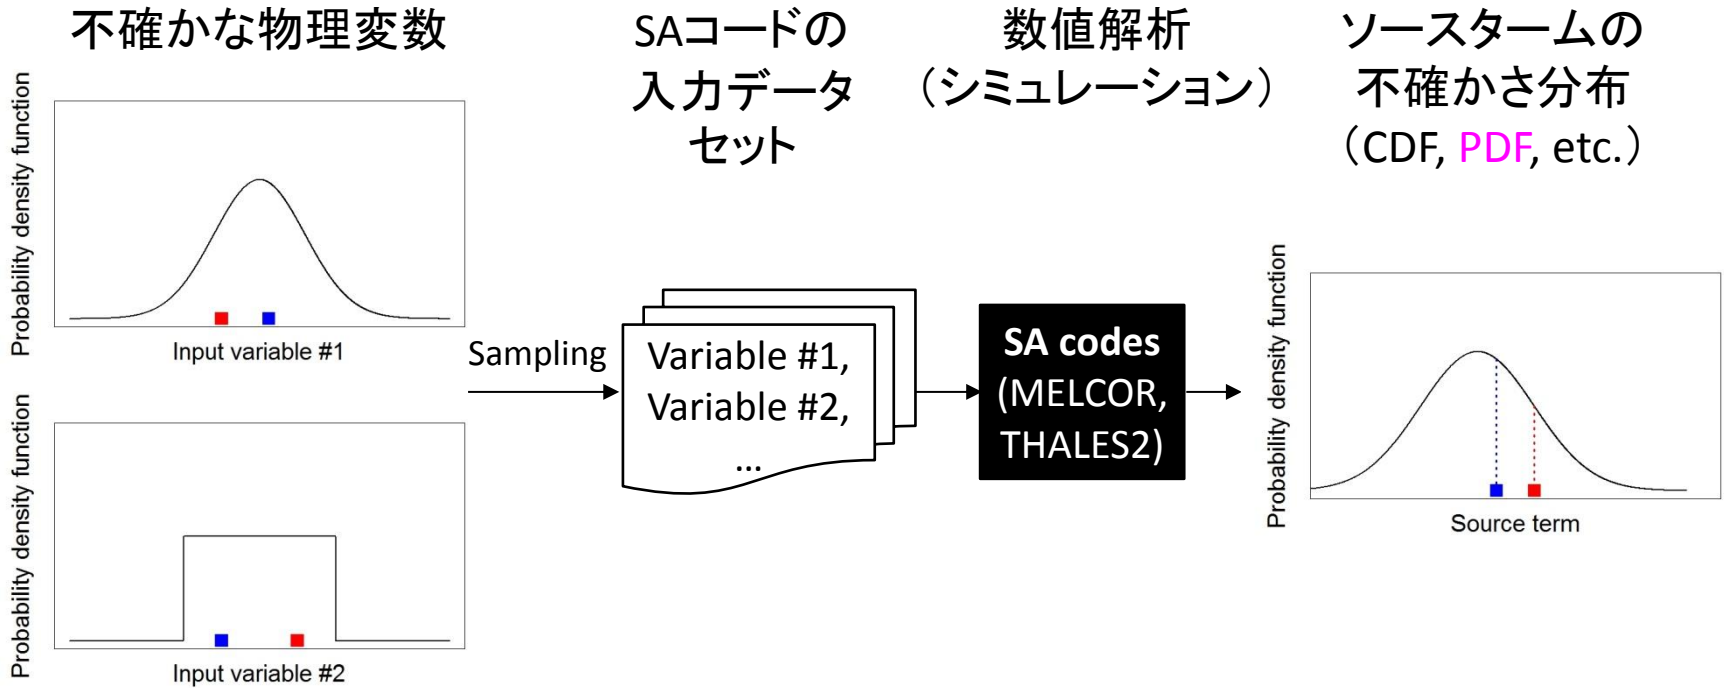 不確かな物理変数
SAコードの
入力データ
セット
数値解析
（シミュレーション）
ソースタームの
不確かさ分布
（CDF, PDF, etc.）
Probability density function
Input variable #1
Probability density function
Input variable #2
Sampling
Variable #1,
Variable #2,
...
SA codes
(MELCOR,
THALES2)
Probability density function
Source term